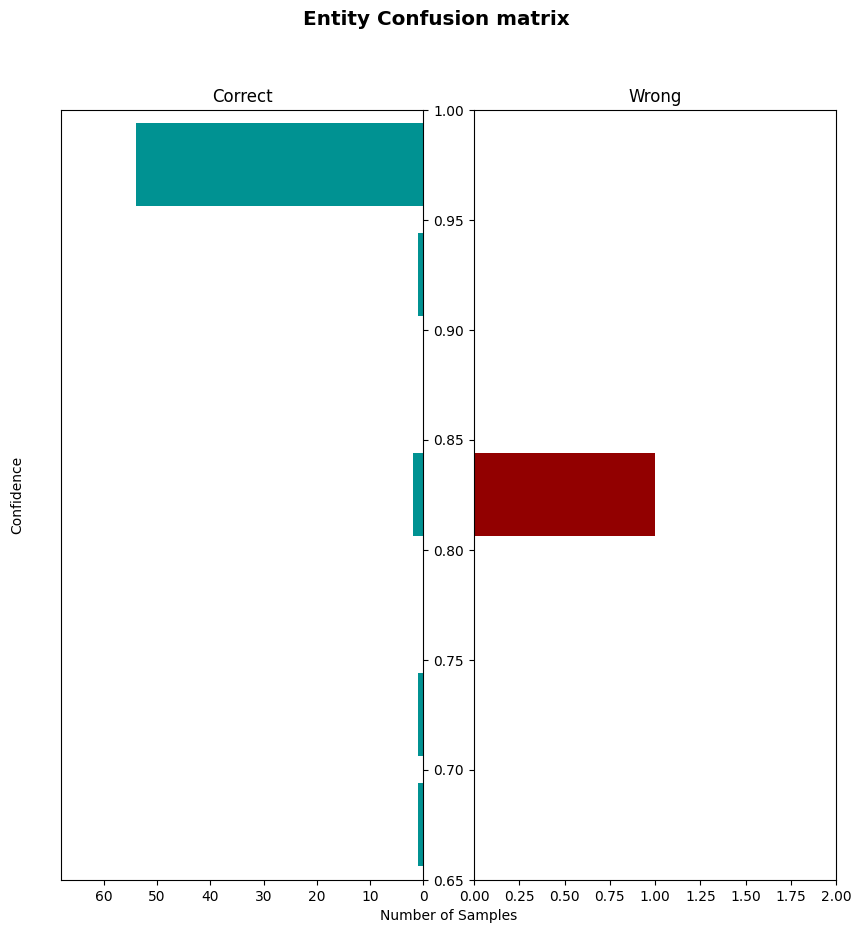 Entity Confusion matrix
Correct
Wrong
1.00
0.95
0.90
0.85
0.80
0.75
0.70
0.65
Confidence
60 50 40 30 20 10 0
0.00 0.25 0.50 0.75 1.00 1.25 1.50 1.75 2.00
Number of Samples